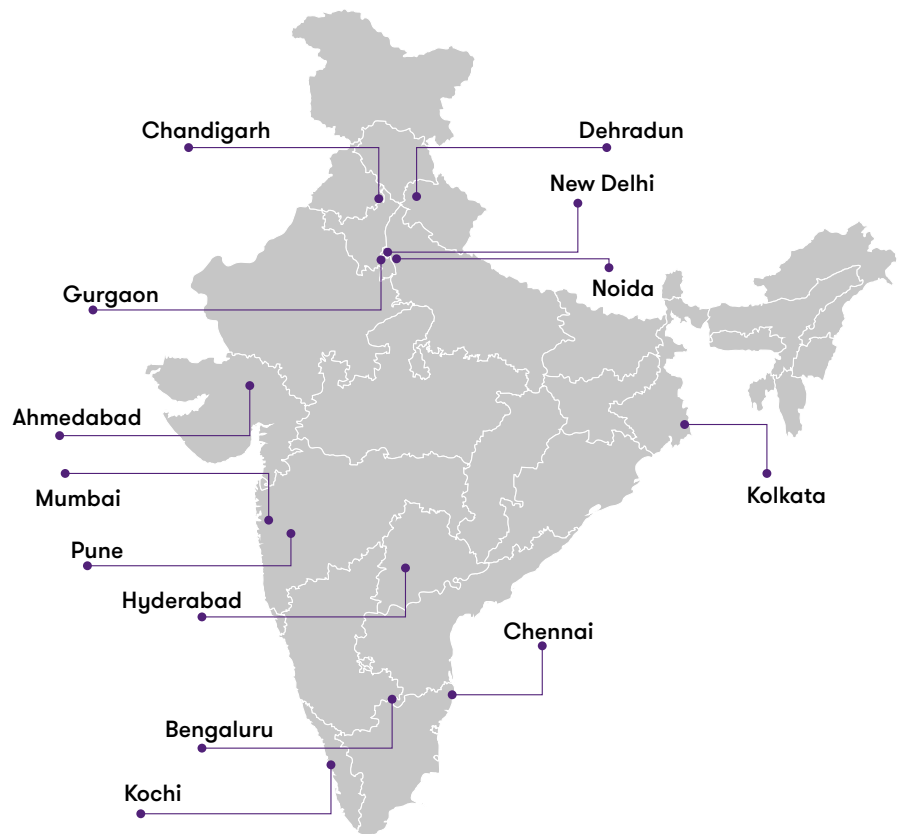 Chandigarh
Dehradun
New Delhi
Noida
Gurgaon
Ahmedabad
Mumbai
Kolkata
Pune
Hyderabad
Chennai
Bengaluru
Kochi